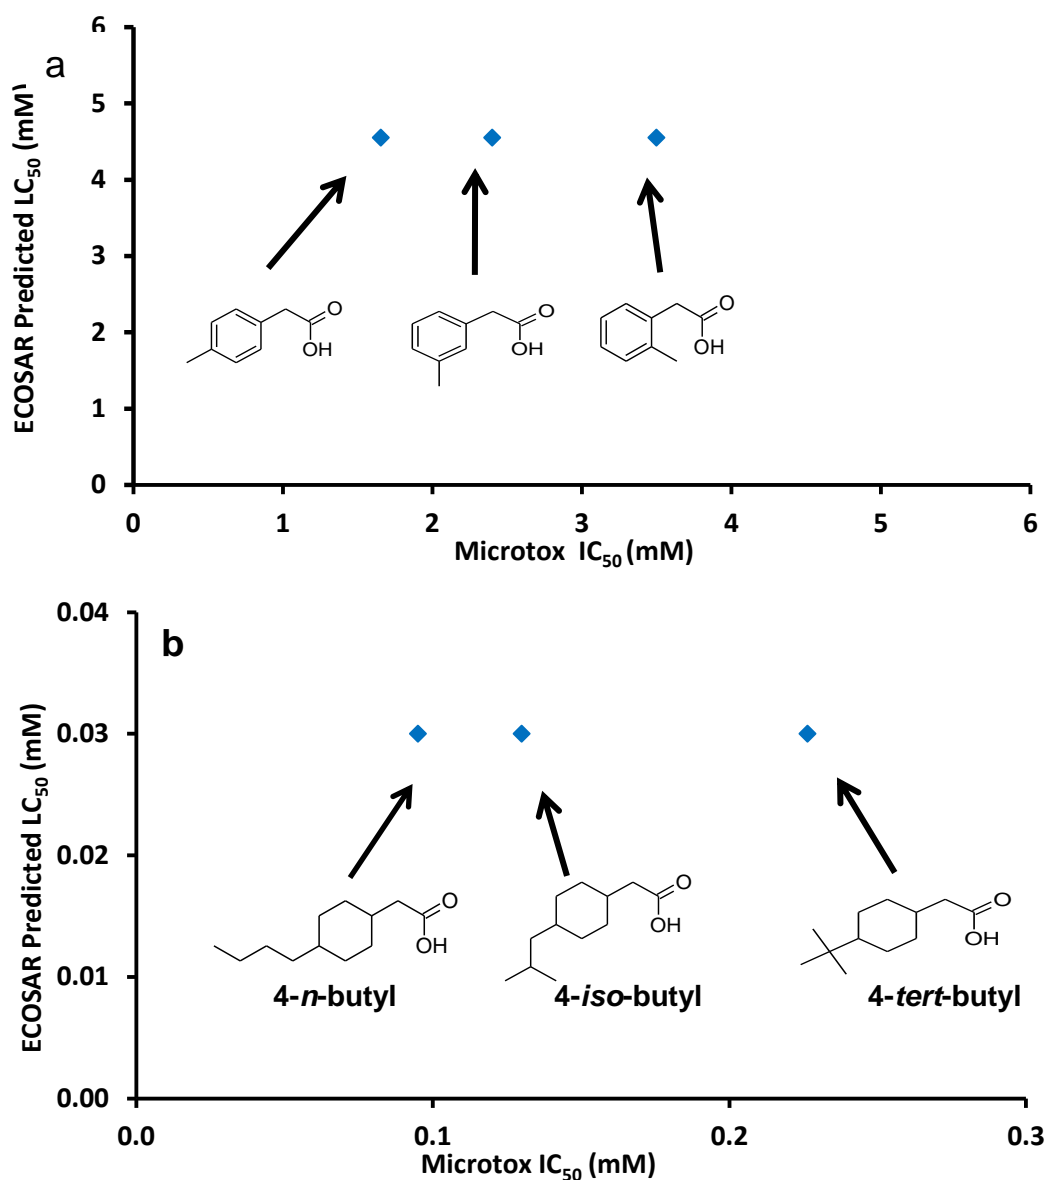 6
a
5
4
3
2
1
0
ECOSAR Predicted LC50 (mM)
O
OH
O
OH
O
OH
0 1 2 3 4 5 6
Microtox IC50 (mM)
0.04
b
0.03
0.02
0.01
0.00
ECOSAR Predicted LC50 (mM)
O
OH
O
OH
O
OH
4-n-butyl 4-iso-butyl 4-tert-butyl
0.0 0.1 0.2 0.3
Microtox IC50 (mM)